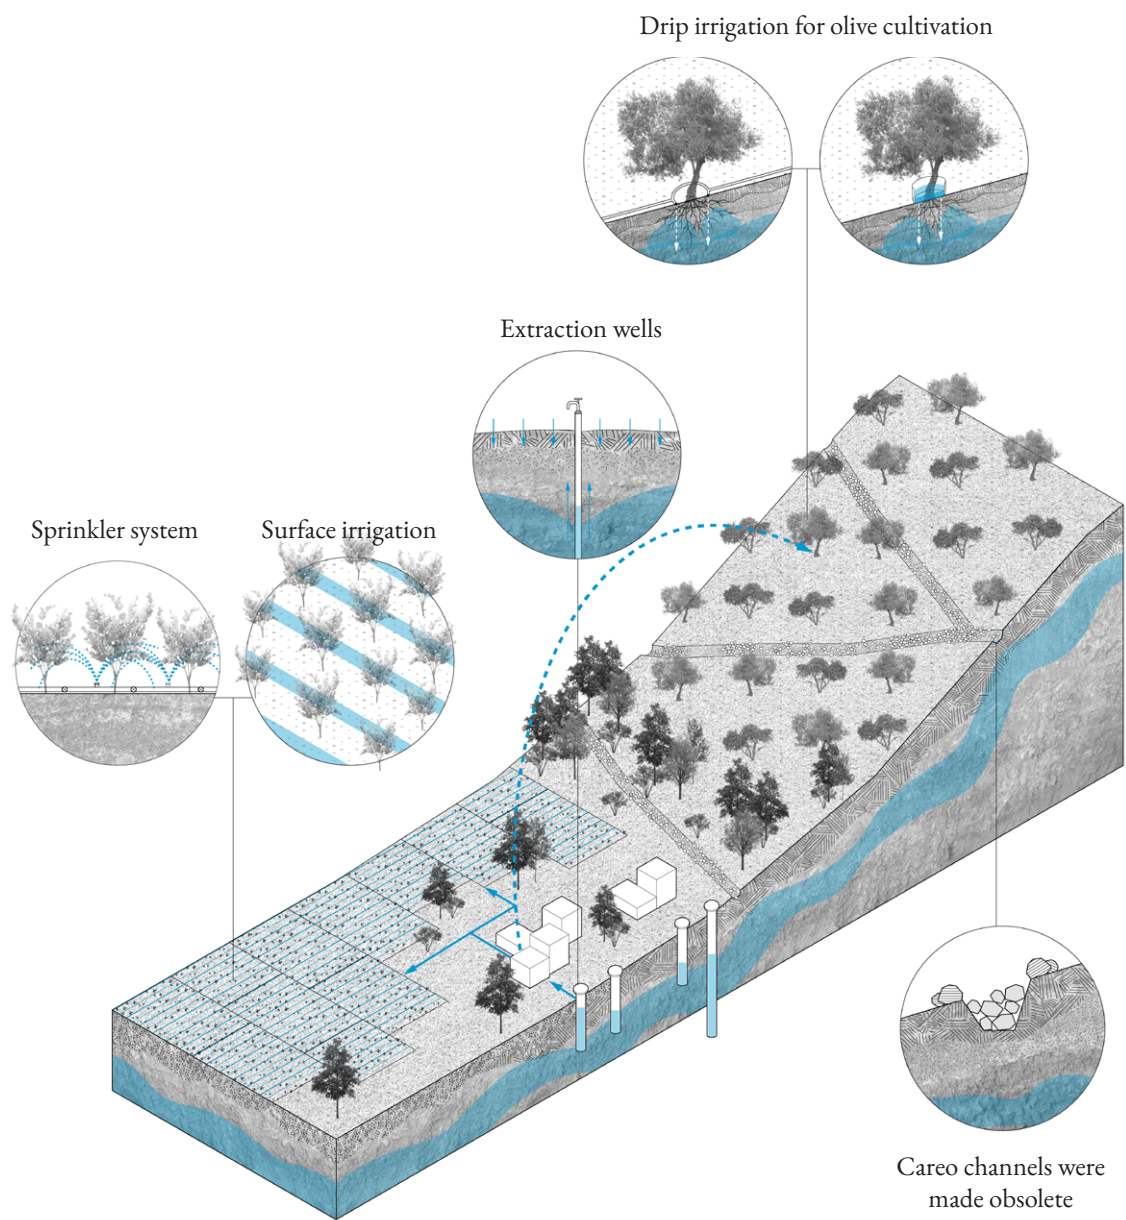 Drip irrigation for olive cultivation
Extraction wells
Sprinkler system
Surface irrigation
Careo channels were
made obsolete